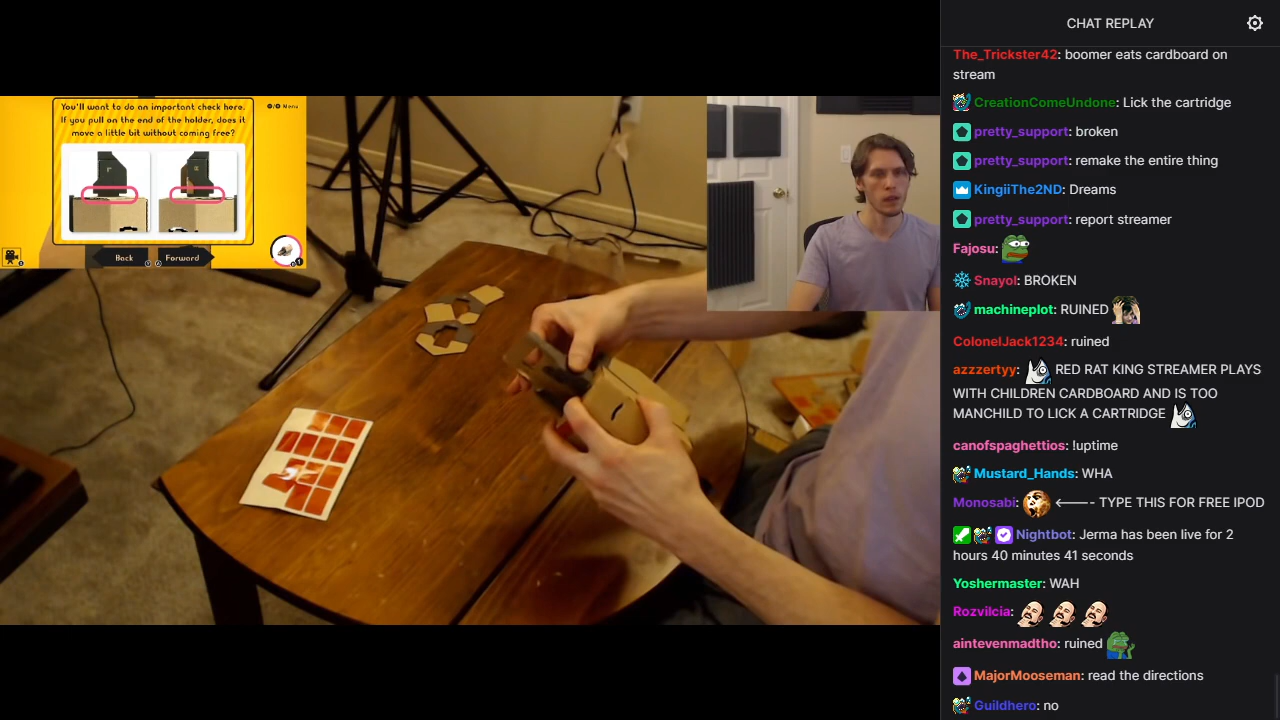 You'll want to do an important check here.
If you pull on the end of the holder, does it
move a little bit without coming free?
Menu
Back
Forward
CHAT REPLAY
The_Trickster42: boomer eats cardboard on
stream
CreationComeUndone: Lick the cartridge
pretty_support: broken
pretty_support: remake the entire thing
KingiiThe2ND: Dreams
pretty_support: report streamer
Fajosu:
Snayol: BROKEN
machineplot: RUINED
ColonelJack1234: ruined
azzzertyy: RED RAT KING STREAMER PLAYS
WITH CHILDREN CARDBOARD AND IS TOO
MANCHILD TO LICK A CARTRIDGE
canofspaghettios: !uptime
Mustard_Hands: WHA
Monosabi: <---- TYPE THIS FOR FREE IPOD
Nightbot: Jerma has been live for 2
hours 40 minutes 41 seconds
Yoshermaster: WAH
Rozvilcia:
aintevenmadtho: ruined
MajorMooseman: read the directions
Guildhero: no